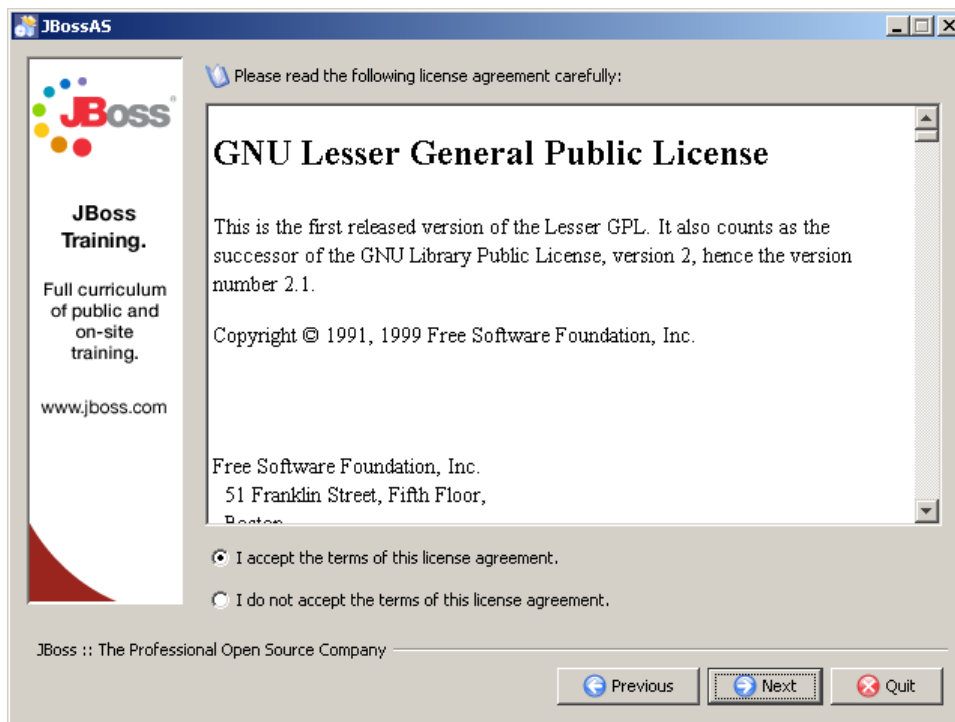 JBossAS
JBoss®
JBoss
Training.
Full curriculum
of public and
on-site
training.
www.jboss.com
Please read the following license agreement carefully:
GNU Lesser General Public License
This is the first released version of the Lesser GPL. It also counts as the
successor of the GNU Library Public License, version 2, hence the version
number 2.1.
Copyright © 1991, 1999 Free Software Foundation, Inc.
Free Software Foundation, Inc.
51 Franklin Street, Fifth Floor,
Boston
I accept the terms of this license agreement.
I do not accept the terms of this license agreement.
JBoss :: The Professional Open Source Company
Previous
Next
Quit